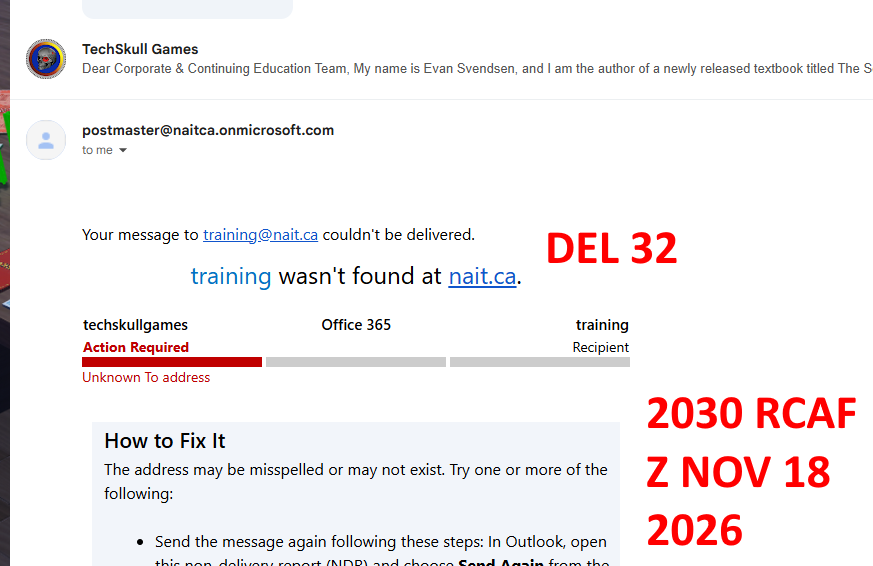 TechSkull Games
Dear Corporate & Continuing Education Team, My name is Evan Svendsen, and I am the author of a newly released textbook titled The S
postmaster@naitca.onmicrosoft.com
to me
Your message to training@nait.ca couldn't be delivered.
DEL 32
training wasn't found at nait.ca.
techskullgames Office 365 training
Action Required Recipient
Unknown To address
2030 RCAF
Z NOV 18
2026
How to Fix It
The address may be misspelled or may not exist. Try one or more of the
following:
• Send the message again following these steps: In Outlook, open
this non-delivery report (NDR) and choose Send Again from the